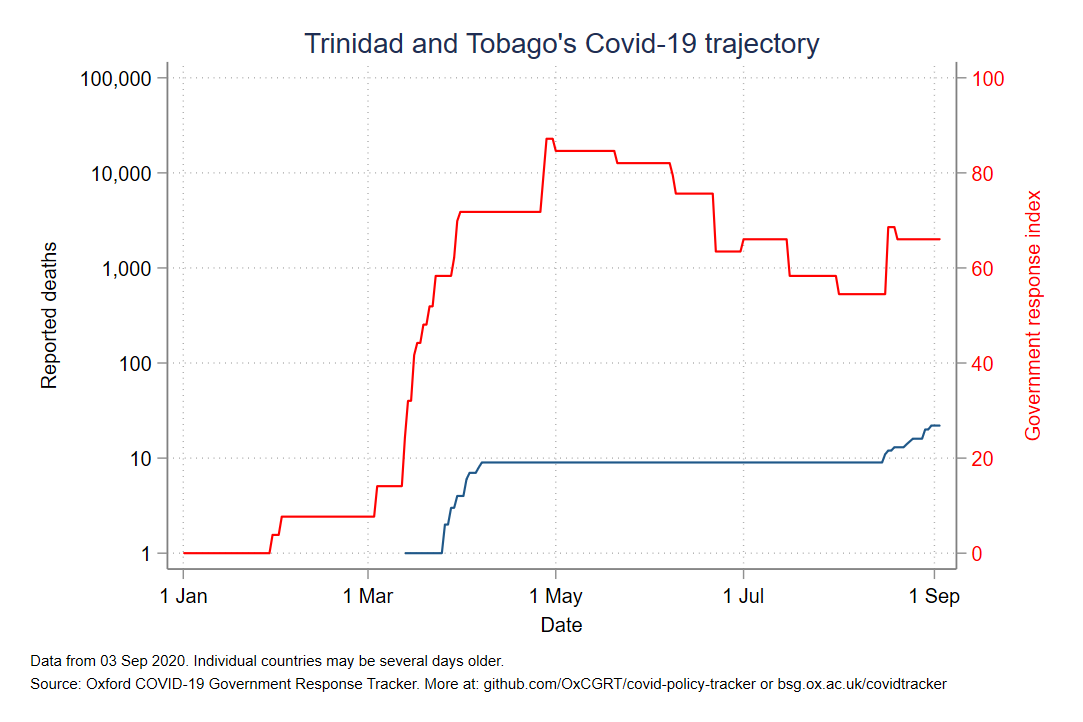 Trinidad and Tobago's Covid-19 trajectory
100,000
10,000
1,000
100
10
1
Reported deaths
100
80
60
40
20
0
Government response index
1 Jan 1 Mar 1 May 1 Jul 1 Sep
Date
Data from 03 Sep 2020. Individual countries may be several days older.
Source: Oxford COVID-19 Government Response Tracker. More at: github.com/OxCGRT/covid-policy-tracker or bsg.ox.ac.uk/covidtracker